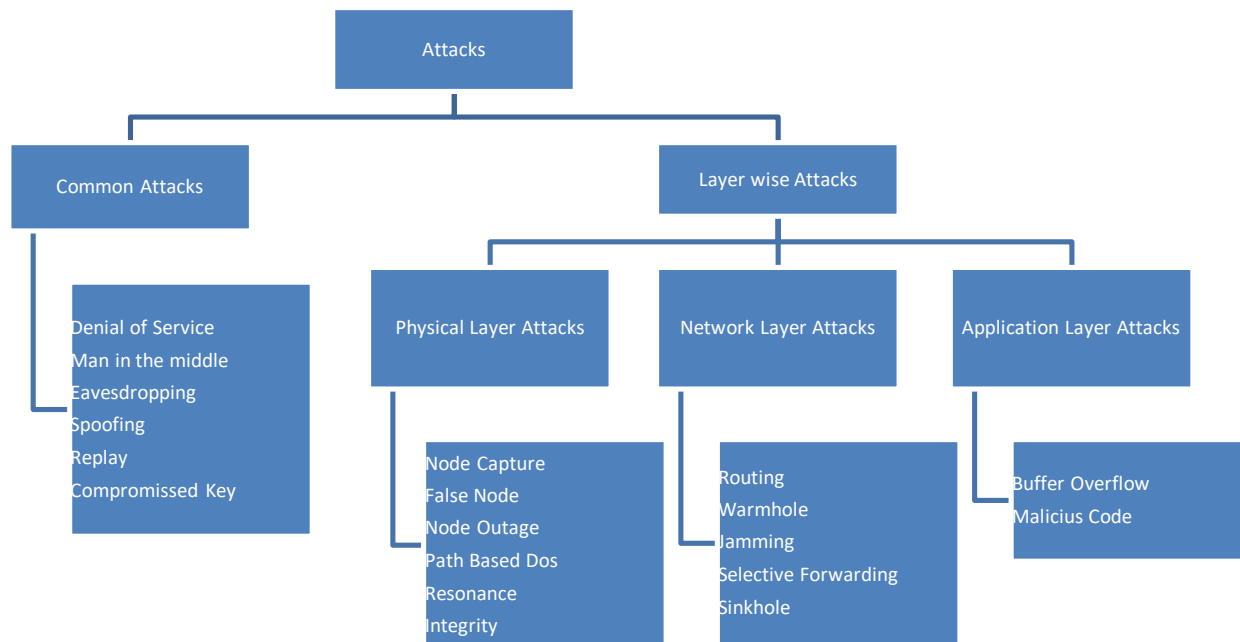 Attacks
Common Attacks
Layer wise Attacks
Denial of Service
Man in the middle
Eavesdropping
Spoofing
Replay
Compromissed Key
Physical Layer Attacks
Network Layer Attacks
Application Layer Attacks
Node Capture
False Node
Node Outage
Path Based Dos
Resonance
Integrity
Routing
Warmhole
Jamming
Selective Forwarding
Sinkhole
Buffer Overflow
Malicius Code